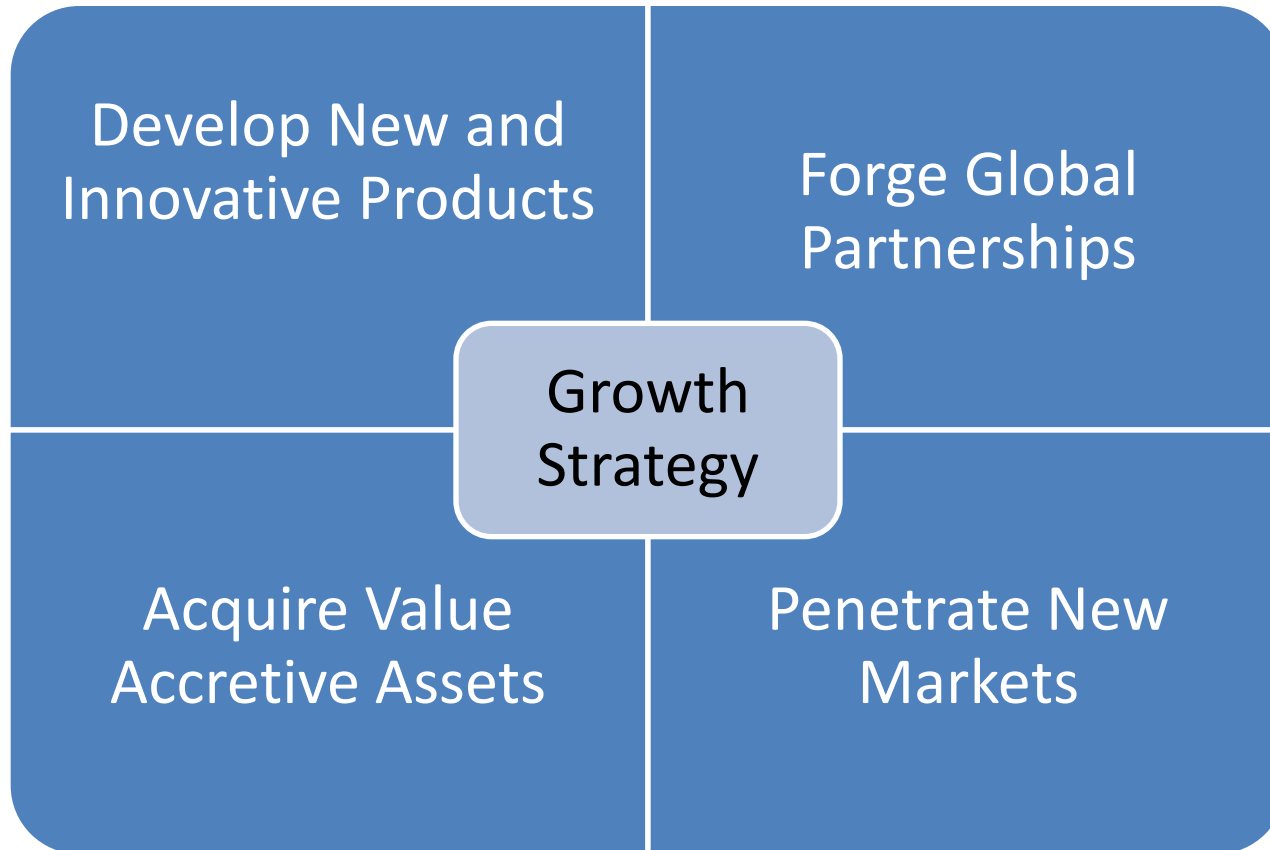 Develop New and
Innovative Products
Forge Global
Partnerships
Growth
Strategy
Acquire Value
Accretive Assets
Penetrate New
Markets